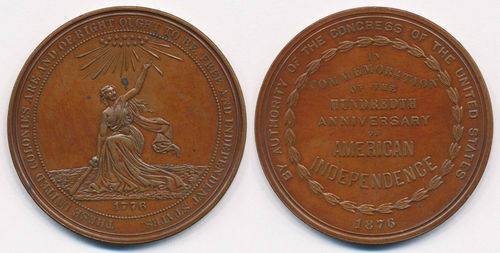 THESE UNITED COLONIES ARE AND OF RIGHT OUGHT TO BE FREE AND INDEPENDENT STATES
1776
BY AUTHORITY OF THE CONGRESS OF THE UNITED STATES
IN
COMMEMORATION
OF THE
HUNDREDTH
ANNIVERSARY
OF
AMERICAN
INDEPENDENCE
1876